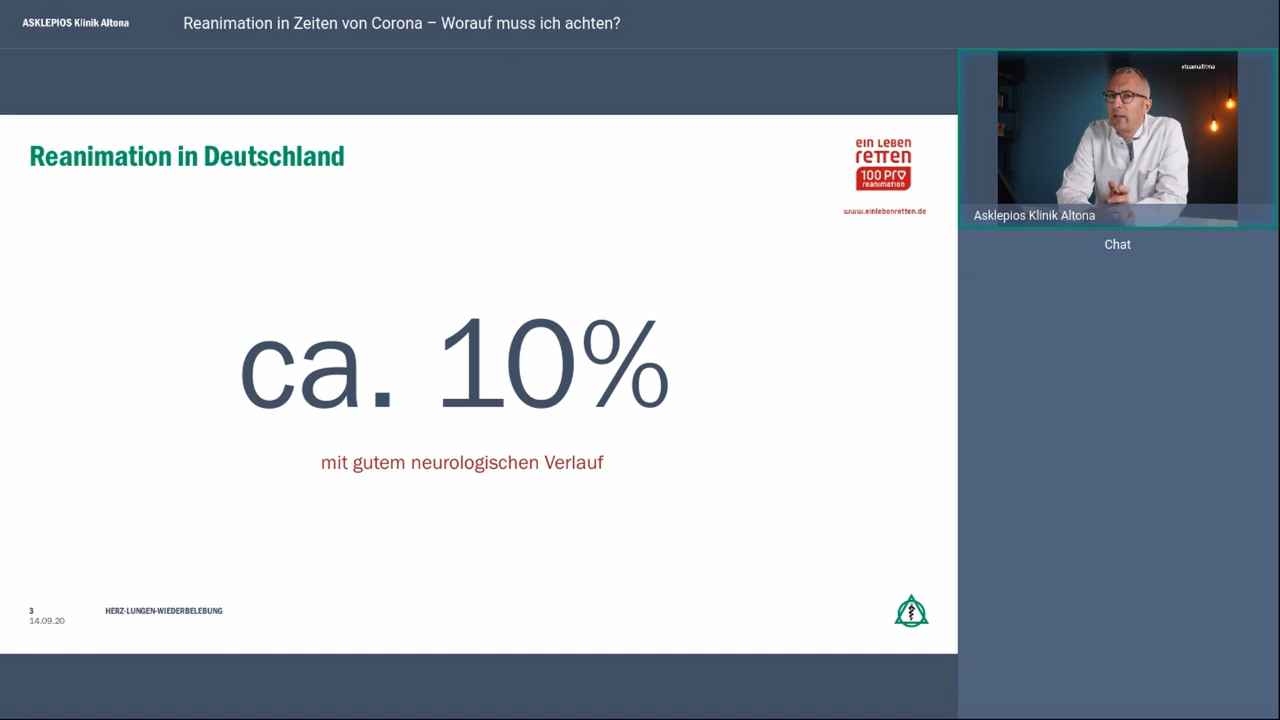 ASKLEPIOS Klinik Altona
Reanimation in Zeiten von Corona – Worauf muss ich achten?
#teamaltona
Reanimation in Deutschland
ein Leben
retten
100 Pro
reanimation
www.einlebenretten.de
Asklepios Klinik Altona
Chat
ca. 10%
mit gutem neurologischen Verlauf
3
HERZ-LUNGEN-WIEDERBELEBUNG
14.09.20